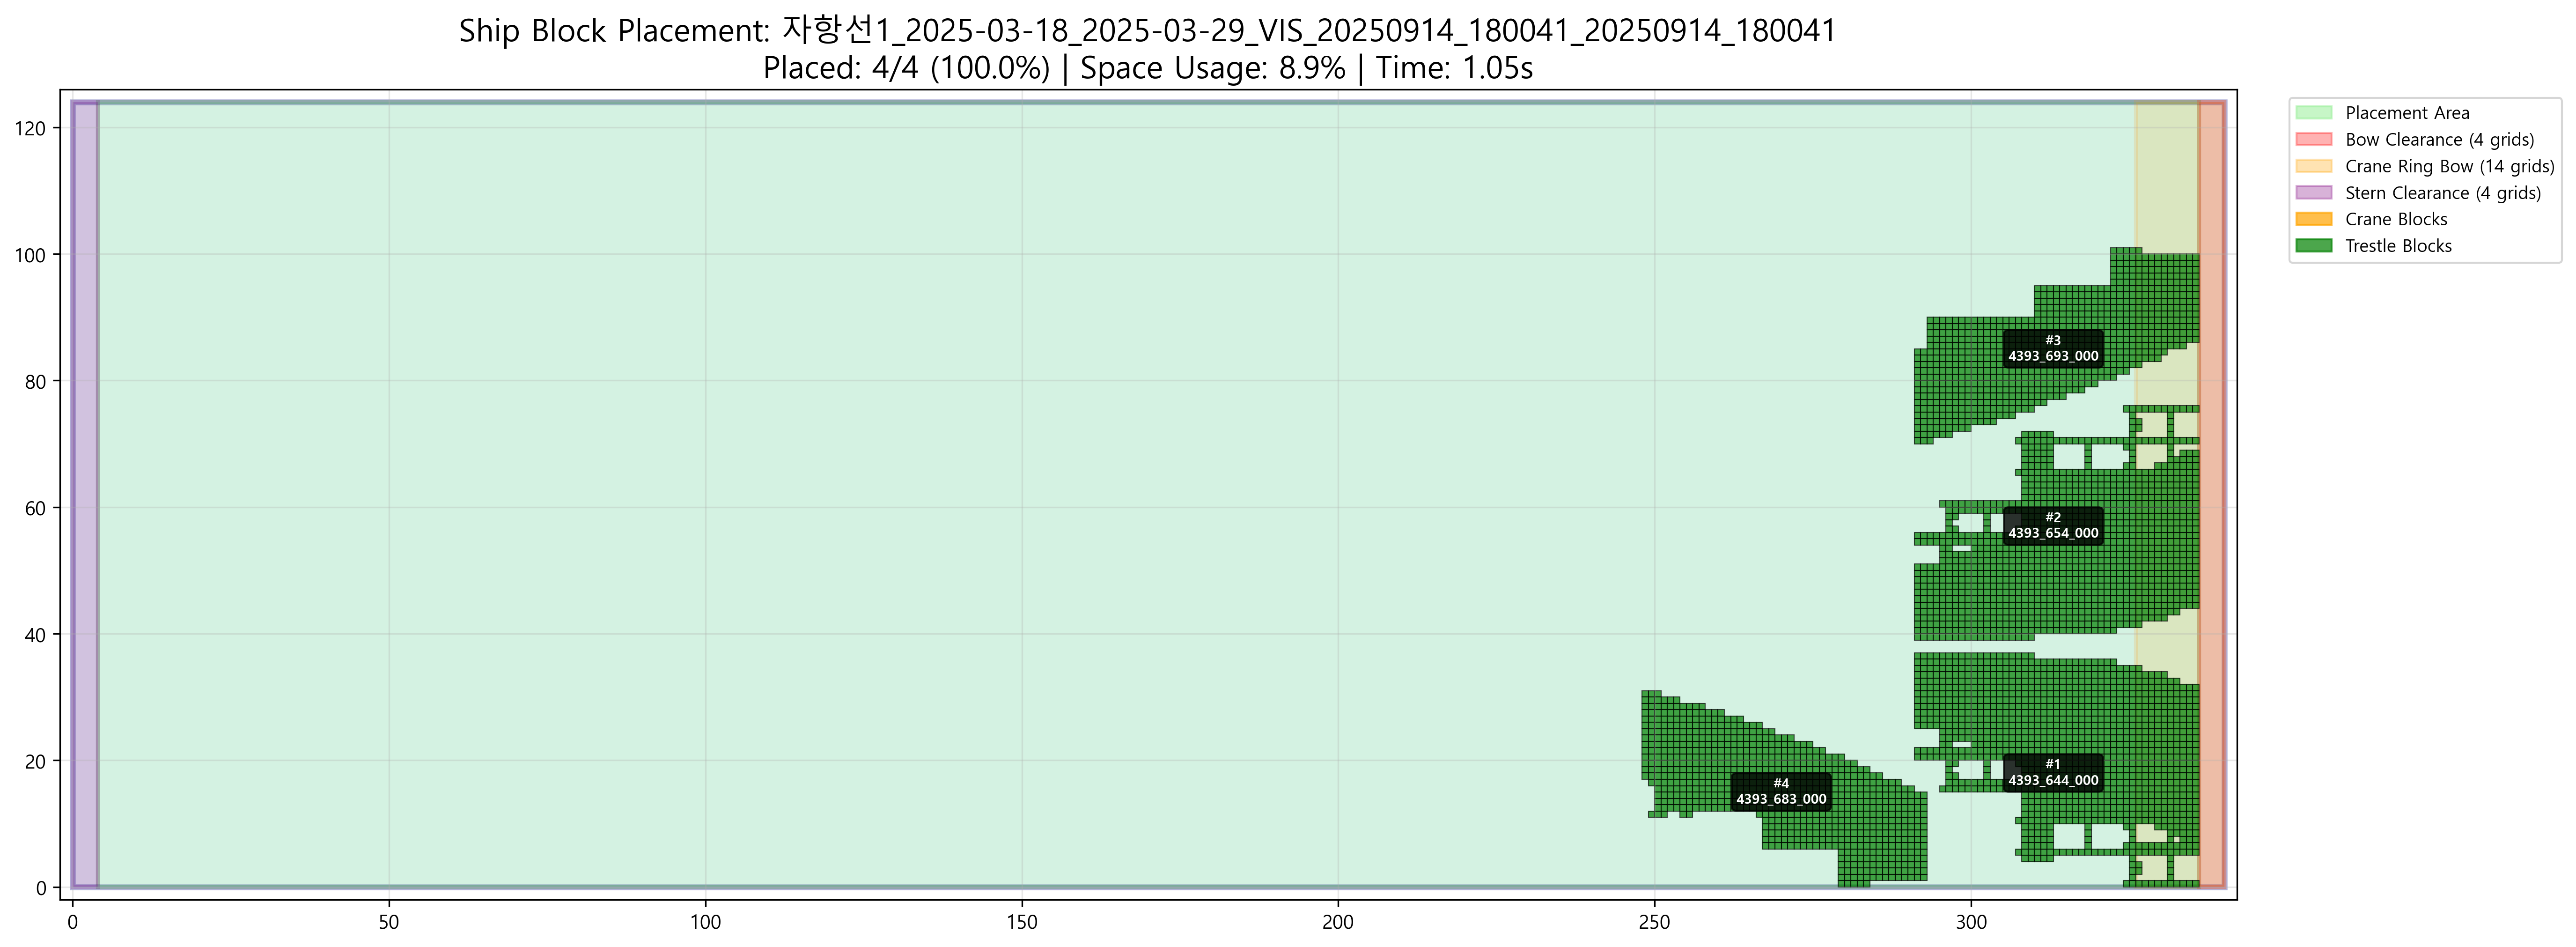 Ship Block Placement: 자항선1_2025-03-18_2025-03-29_VIS_20250914_180041_20250914_180041
Placed: 4/4 (100.0%) | Space Usage: 8.9% | Time: 1.05s
Placement Area
Bow Clearance (4 grids)
Crane Ring Bow (14 grids)
Stern Clearance (4 grids)
Crane Blocks
Trestle Blocks
120
100
80
60
40
20
0
#3
4393_693_000
#2
4393_654_000
#1
4393_644_000
#4
4393_683_000
0
50
100
150
200
250
300